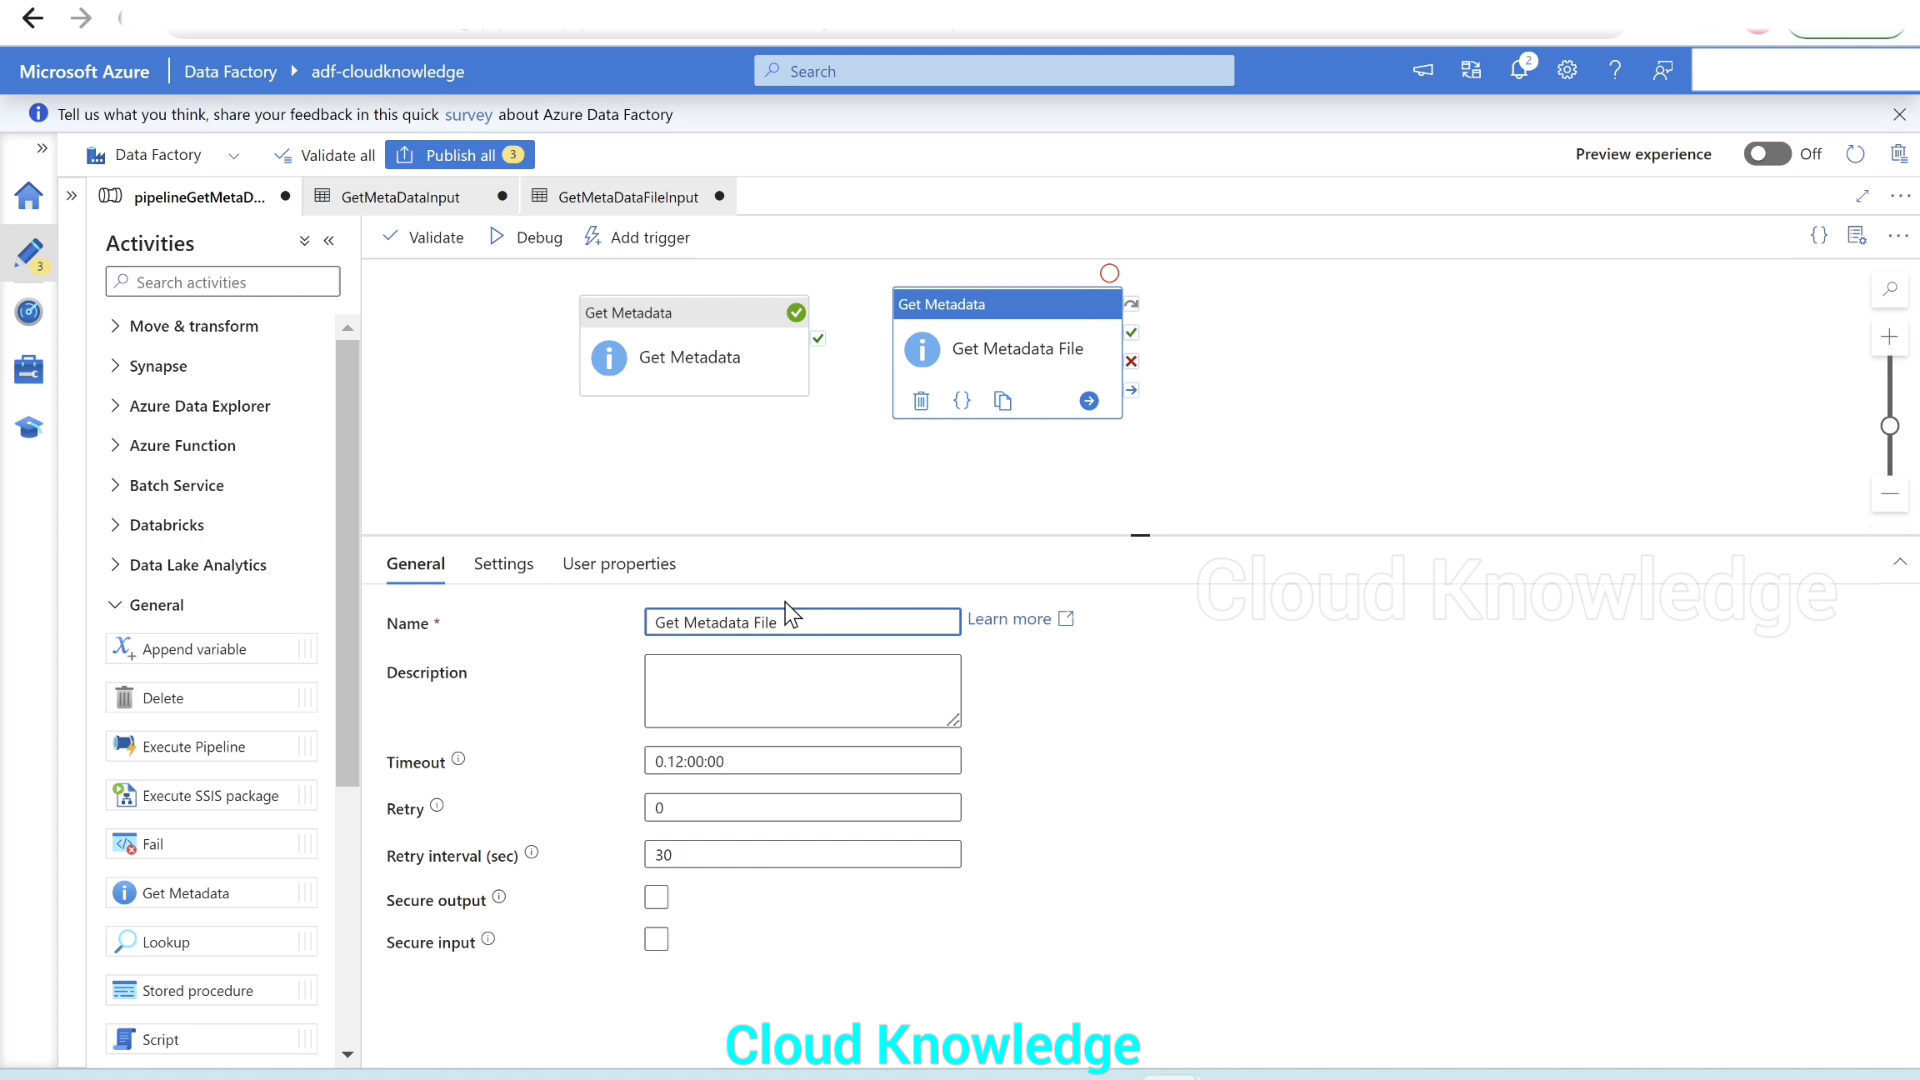 Microsoft Azure
Data Factory
adf-cloudknowledge
Search
2
Tell us what you think, share your feedback in this quick survey about Azure Data Factory
Data Factory
Validate all
Publish all 3
Preview experience
Off
pipelineGetMetaD...
GetMetaDataInput
GetMetaDataFileInput
3
Activities
Search activities
Move & transform
Synapse
Azure Data Explorer
Azure Function
Batch Service
Databricks
Data Lake Analytics
General
Append variable
Delete
Execute Pipeline
Execute SSIS package
Fail
Get Metadata
Lookup
Stored procedure
Script
Validate
Debug
Add trigger
Get Metadata
Get Metadata
Get Metadata
Get Metadata File
General
Settings
User properties
Cloud Knowledge
Name *
Get Metadata File
Learn more
Description
Timeout
0.12:00:00
Retry
0
Retry interval (sec)
30
Secure output
Secure input
Cloud Knowledge